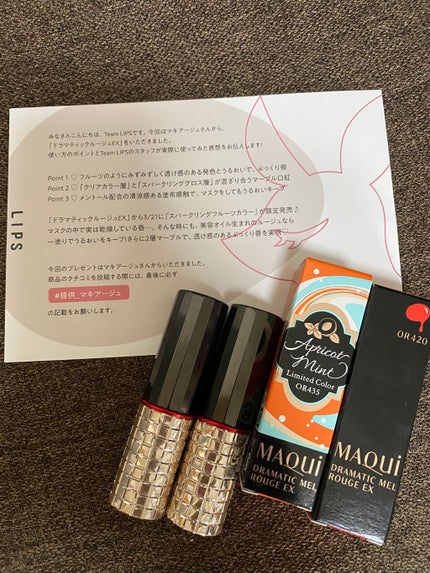 みなさんこんにちは、Team LIPSです。今回はマキアージュさんから、
「ドラマティックルージュEX」をいただきました。
使い方のポイントとTeam LIPSのスタッフが実際に使ってみた感想をお伝えします!
Point 1 ♡ フルーツのようにみずみずしく透け感のある発色とうるおいで、ぷっくり唇
Point 2 ♡ 「クリアカラー層」と「スパークリングロス層」が混ざり合うマーブル口紅
Point 3 ♡ メントール配合の清涼感ある塗布感触で、マスクをしてもうるおいキープ
「ドラマティックルージュEX」から3/21に「スパークリングフルーツカラー」が限定発売♪
マスクの中で実は乾燥している唇…。そんな時にも、美容オイル生まれのルージュなら
一塗りでうるおいをキープ!さらに2層マーブルで、透け感のあるぷっくり唇を実現♡
今回のプレゼントはマキアージュさんからいただきました。
商品のクチコミを投稿する際には、最後に必ず
#提供_マキアージュ
の記載をお願いします。
LIPS
Apricot
Mint
Limited Color
OR435
MAQUi
DRAMATIC MEL
ROUGE EX
OR420
MAQUi
DRAMATIC MEL
ROUGE EX